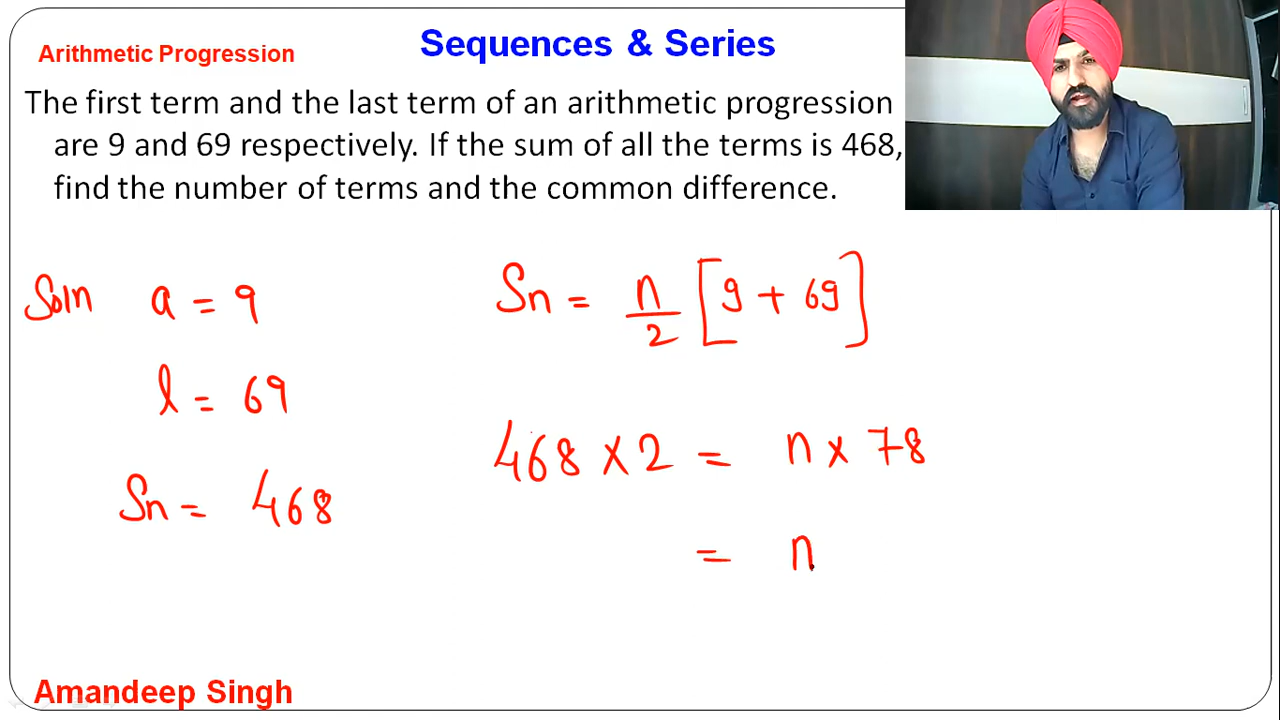 Sequences & Series
Arithmetic Progression
The first term and the last term of an arithmetic progression
are 9 and 69 respectively. If the sum of all the terms is 468,
find the number of terms and the common difference.
Soln a = 9
l = 69
Sn = 468
Sn = n/2 [9 + 69]
468 × 2 = n × 78
= n
Amandeep Singh